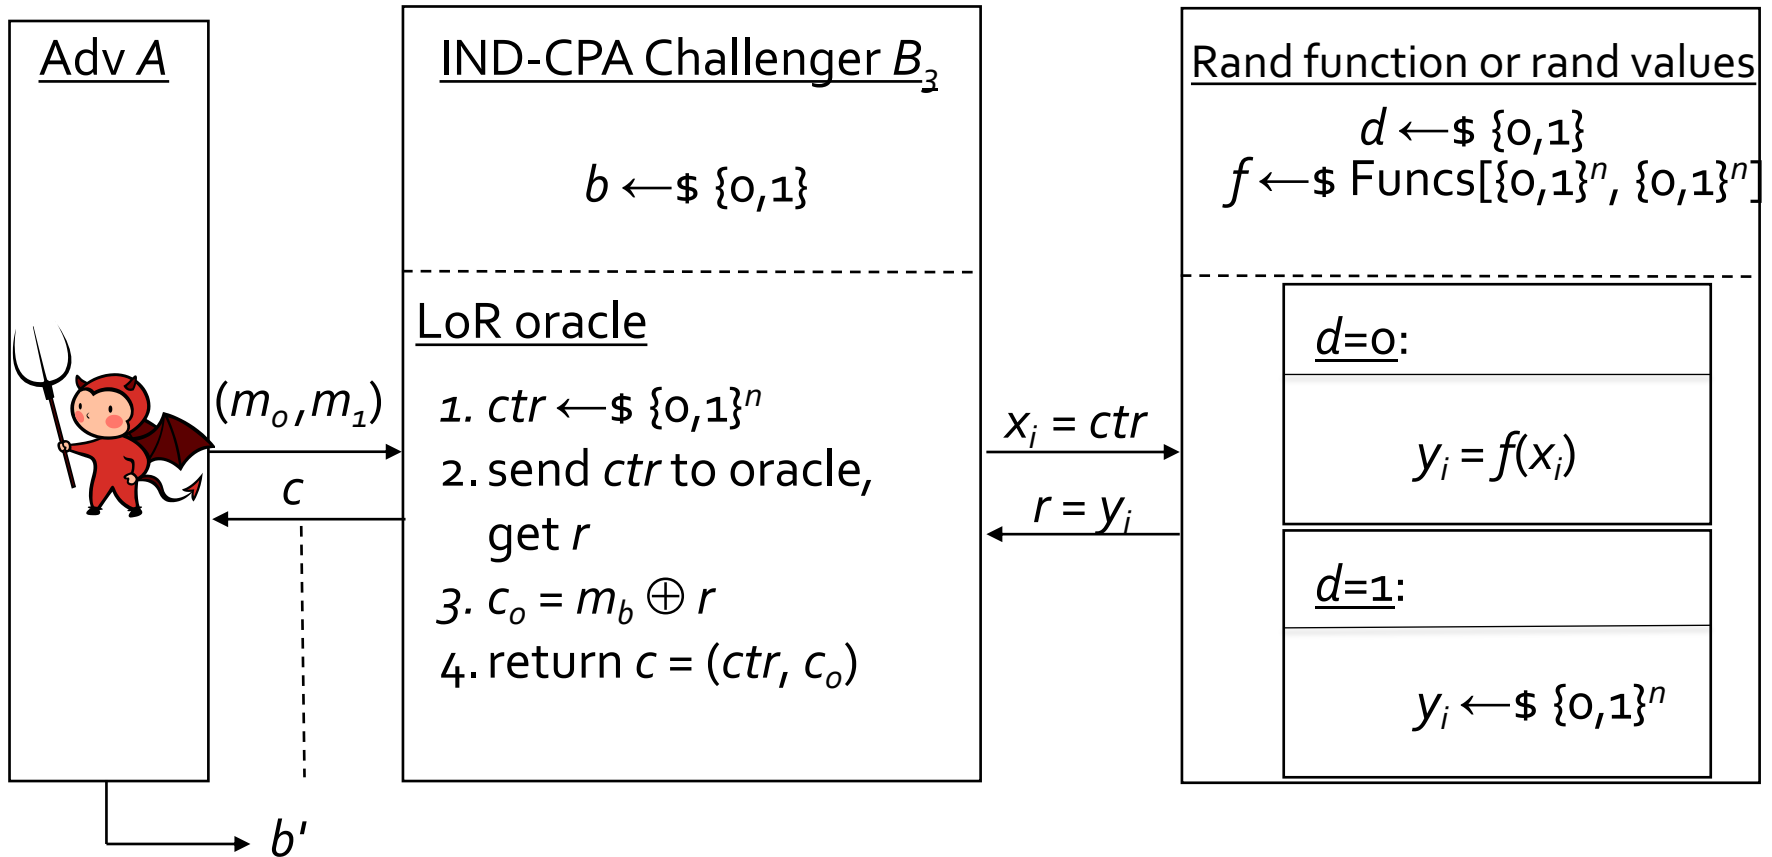 Adv A
(m₀,m₁)
c
b'
IND-CPA Challenger B₃
b ⟵$ {0,1}
LoR oracle
1. ctr ⟵$ {0,1}ⁿ
2. send ctr to oracle,
get r
3. c₀ = m_b ⊕ r
4. return c = (ctr, c₀)
xᵢ = ctr
r = yᵢ
Rand function or rand values
d ⟵$ {0,1}
f ⟵$ Funcs[{0,1}ⁿ, {0,1}ⁿ]
d=0:
yᵢ = f(xᵢ)
d=1:
yᵢ ⟵$ {0,1}ⁿ